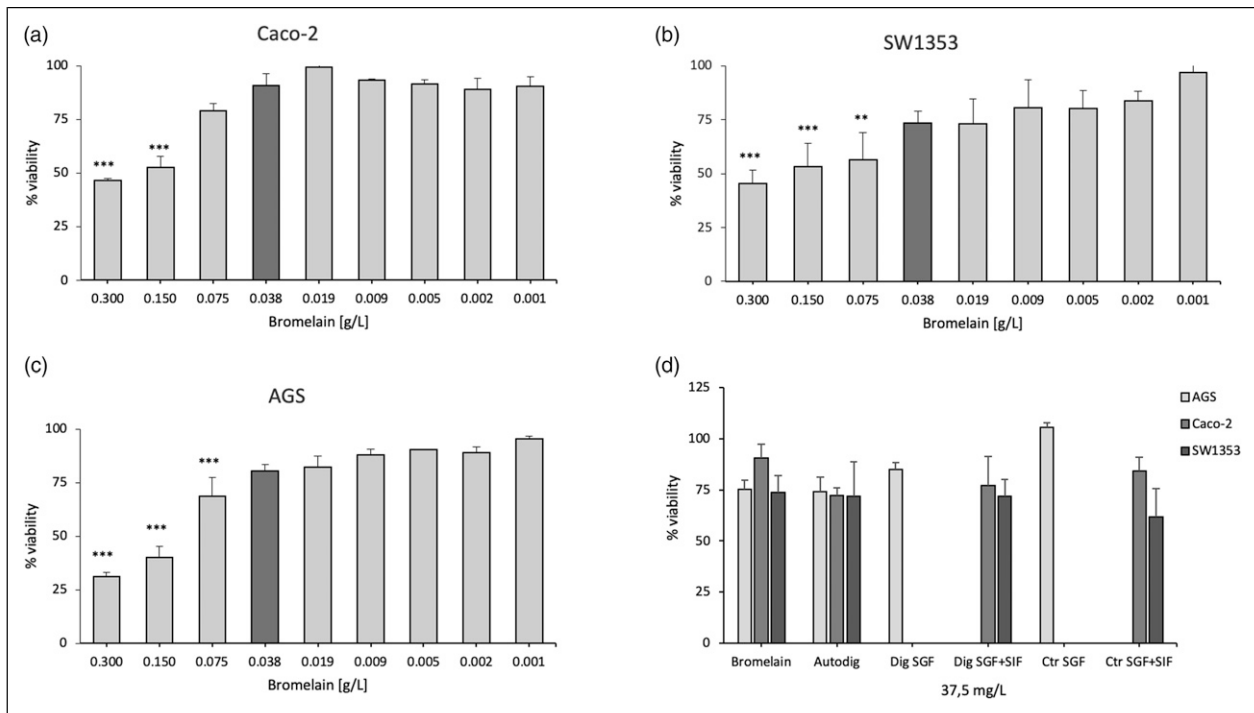 (a)
Caco-2
% viability
100
75
50
25
0
*** ***
0.300 0.150 0.075 0.038 0.019 0.009 0.005 0.002 0.001
Bromelain [g/L]
(b)
SW1353
% viability
100
75
50
25
0
*** *** **
0.300 0.150 0.075 0.038 0.019 0.009 0.005 0.002 0.001
Bromelain [g/L]
(c)
AGS
% viability
100
75
50
25
0
*** *** ***
0.300 0.150 0.075 0.038 0.019 0.009 0.005 0.002 0.001
Bromelain [g/L]
(d)
% viability
125
100
75
50
25
0
AGS
Caco-2
SW1353
Bromelain Autodig Dig SGF Dig SGF+SIF Ctr SGF Ctr SGF+SIF
37,5 mg/L